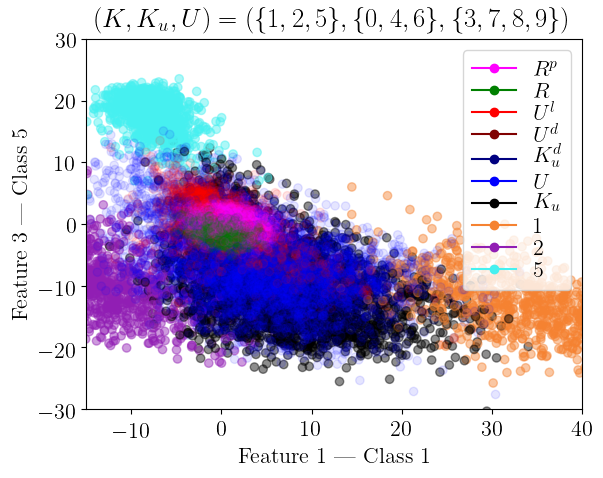 (K, K_u, U) = ({1, 2, 5}, {0, 4, 6}, {3, 7, 8, 9})
30
20
10
0
−10
−20
−30
−10
0
10
20
30
40
Feature 3 — Class 5
Feature 1 — Class 1
R^p
R
U^l
U^d
K_u^d
U
K_u
1
2
5